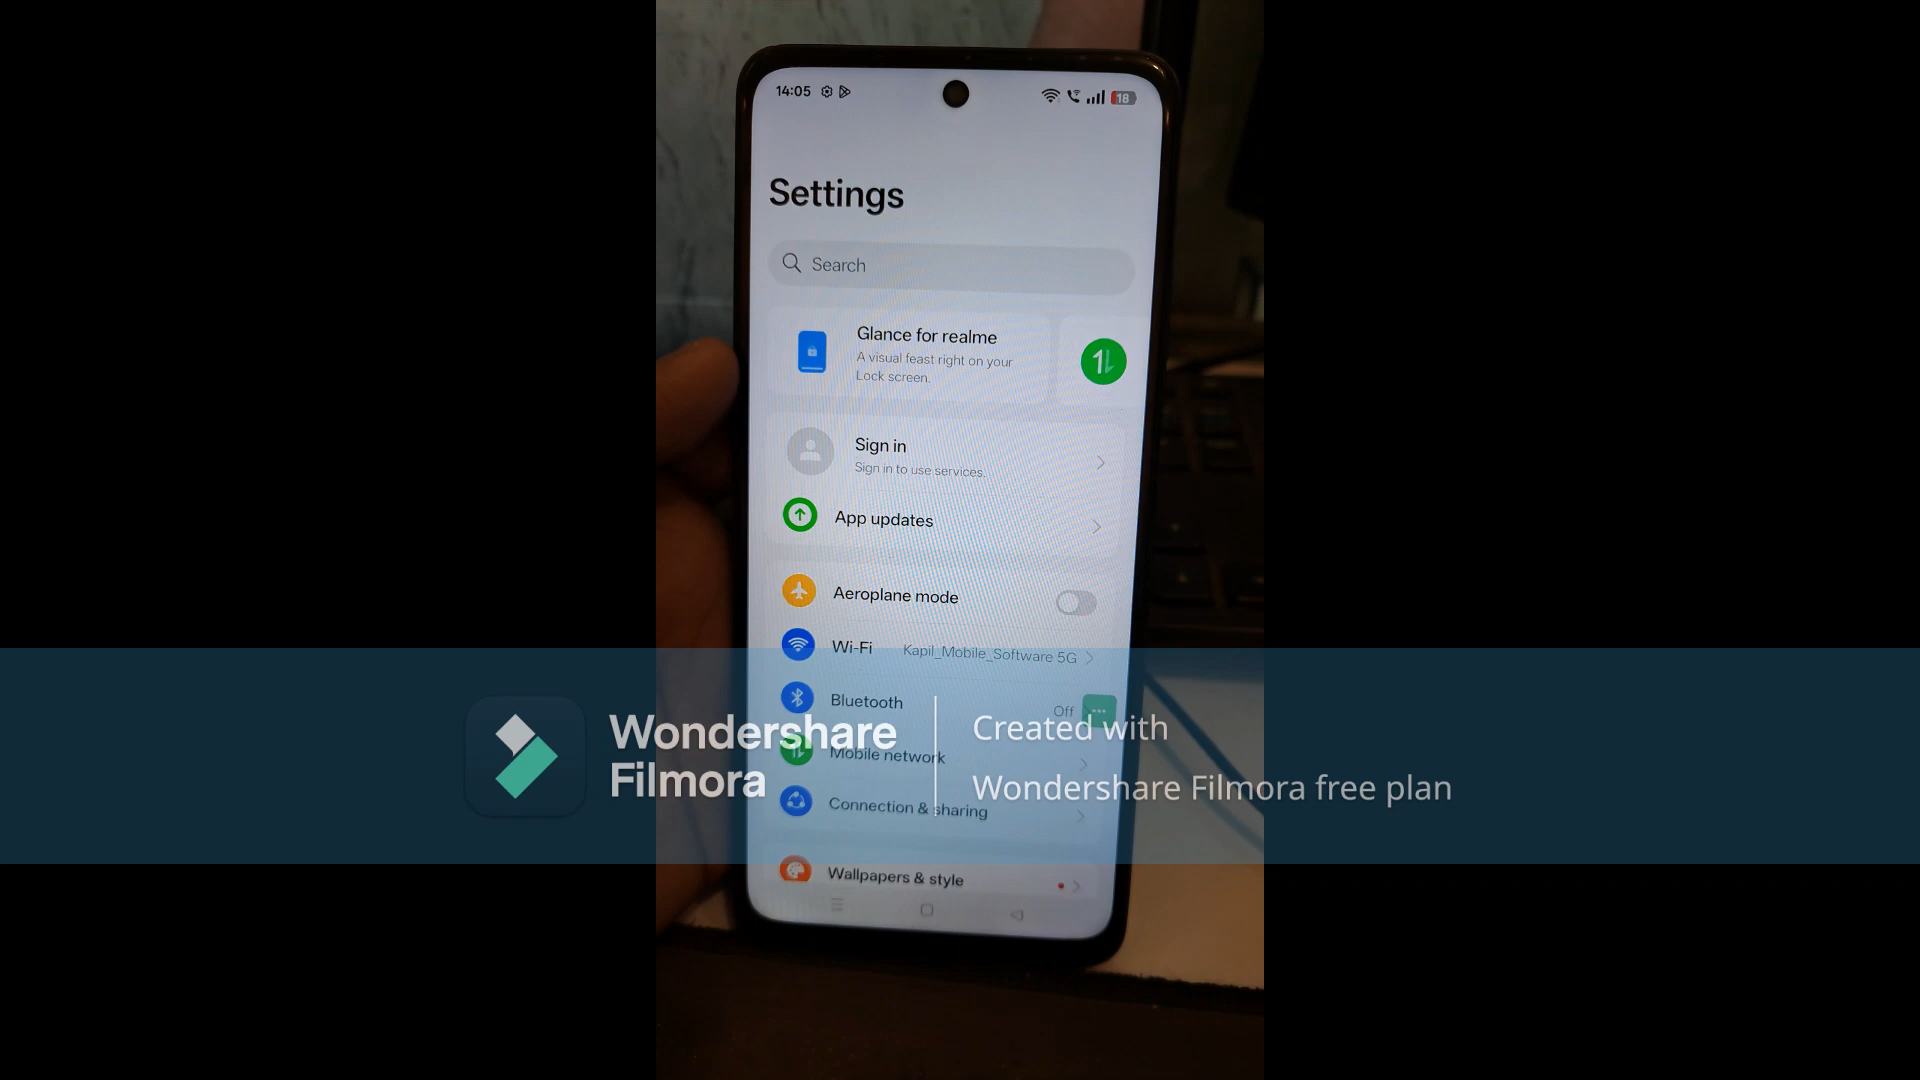 14:05
18
Settings
Search
Glance for realme
A visual feast right on your
Lock screen.
Sign in
Sign in to use services.
App updates
Aeroplane mode
Wi-Fi Kapil_Mobile_Software 5G
Bluetooth Off
Mobile network
Connection & sharing
Wallpapers & style
Wondershare
Filmora
Created with
Wondershare Filmora free plan